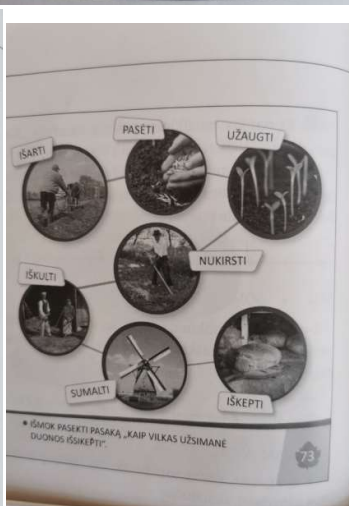 IŠARTI
PASĖTI
UŽAUGTI
NUKIRSTI
IŠKULTI
SUMALTI
IŠKEPTI
• IŠMOK PASEKTI PASAKĄ „KAIP VILKAS UŽSIMANĖ
DUONOS IŠSIKEPTI“.
73